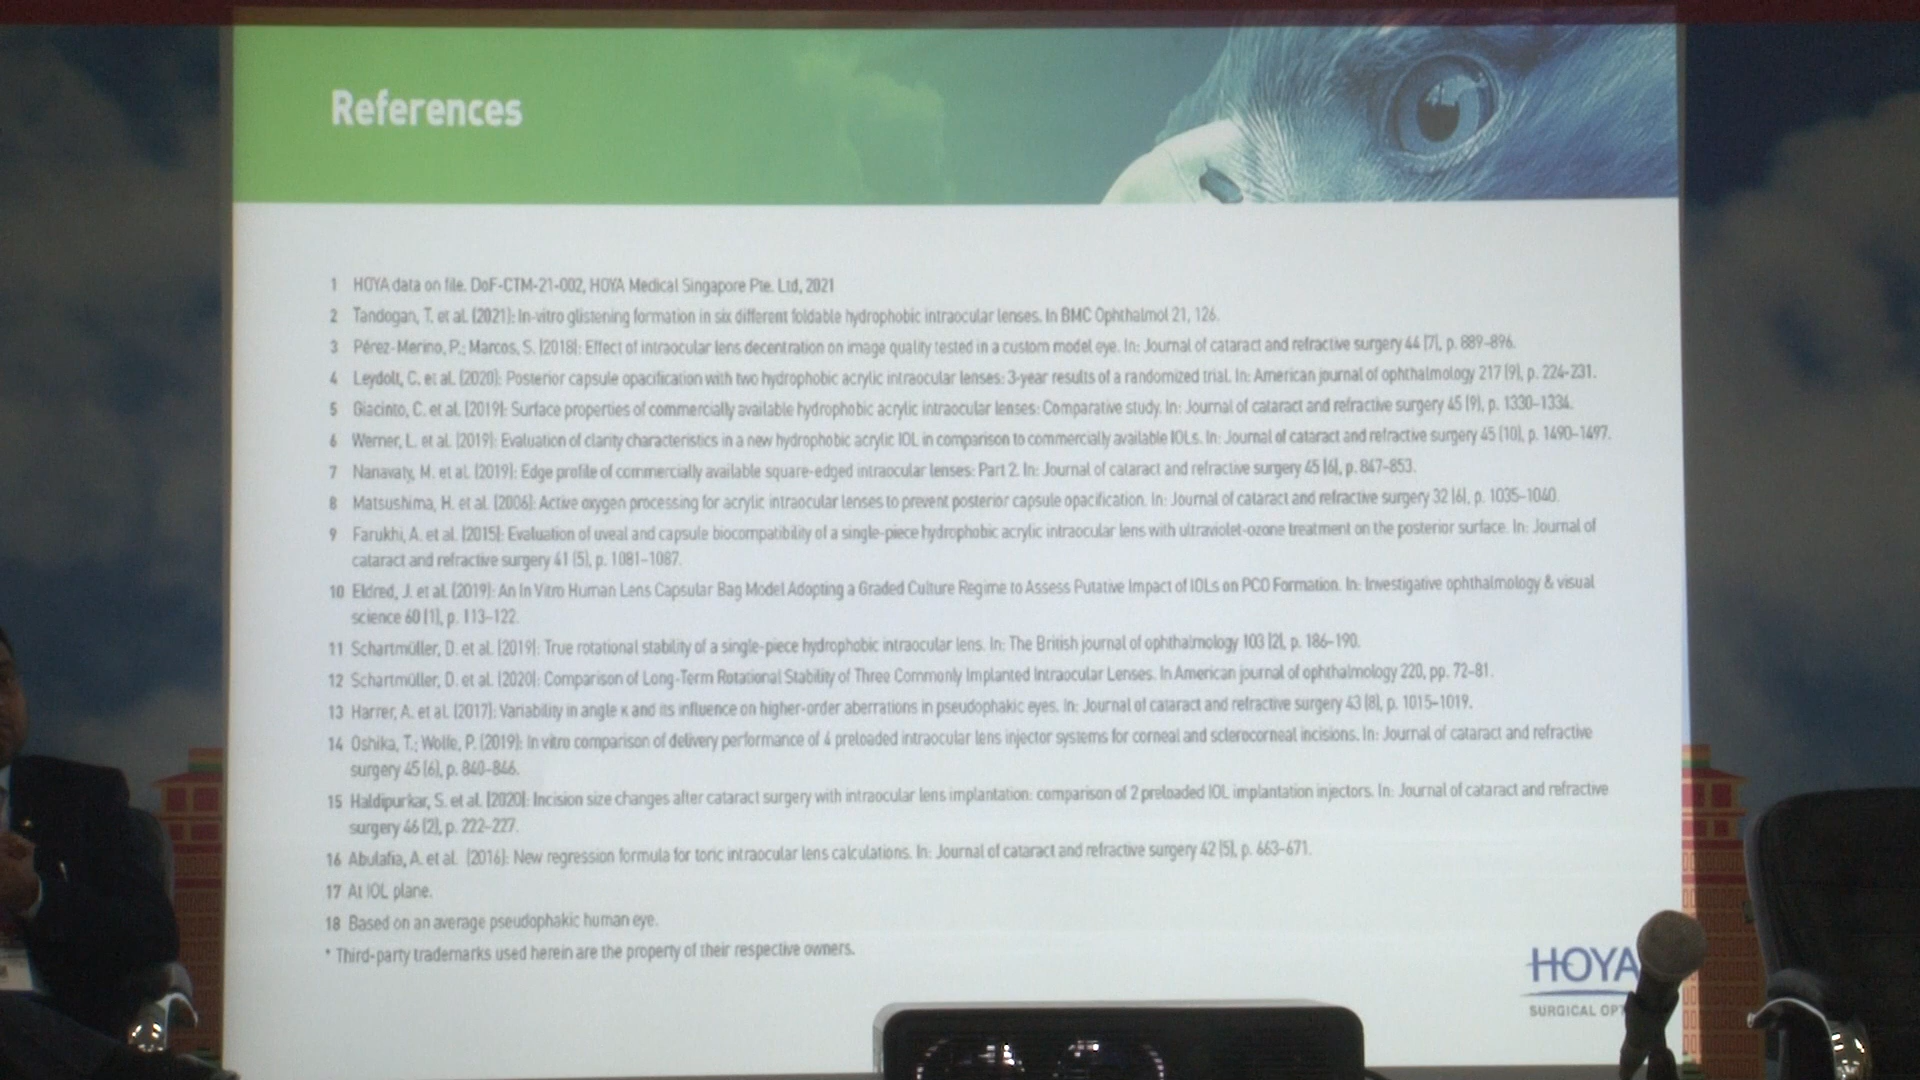 References
1 HOYA data on file. DoF-CTM-21-002, HOYA Medical Singapore Pte. Ltd, 2021
2 Tandogan, T. et al. (2021): In-vitro glistening formation in six different foldable hydrophobic intraocular lenses. In BMC Ophthalmol 21, 126.
3 Pérez-Merino, P.; Marcos, S. (2018): Effect of intraocular lens decentration on image quality tested in a custom model eye. In: Journal of cataract and refractive surgery 44 (7), p. 889–896.
4 Leydolt, C. et al. (2020): Posterior capsule opacification with two hydrophobic acrylic intraocular lenses: 3-year results of a randomized trial. In: American journal of ophthalmology 217 (9), p. 224-231.
5 Giacinto, C. et al. (2019): Surface properties of commercially available hydrophobic acrylic intraocular lenses: Comparative study. In: Journal of cataract and refractive surgery 45 (9), p. 1330–1334.
6 Werner, L. et al. (2019): Evaluation of clarity characteristics in a new hydrophobic acrylic IOL in comparison to commercially available IOLs. In: Journal of cataract and refractive surgery 45 (10), p. 1490-1497.
7 Nanavaty, M. et al. (2019): Edge profile of commercially available square-edged intraocular lenses: Part 2. In: Journal of cataract and refractive surgery 45 (6), p. 847–853.
8 Matsushima, H. et al. (2006): Active oxygen processing for acrylic intraocular lenses to prevent posterior capsule opacification. In: Journal of cataract and refractive surgery 32 (6), p. 1035–1040.
9 Farukhi, A. et al. (2015): Evaluation of uveal and capsule biocompatibility of a single-piece hydrophobic acrylic intraocular lens with ultraviolet-ozone treatment on the posterior surface. In: Journal of
cataract and refractive surgery 41 (5), p. 1081–1087.
10 Eldred, J. et al. (2019): An In Vitro Human Lens Capsular Bag Model Adopting a Graded Culture Regime to Assess Putative Impact of IOLs on PCO Formation. In: Investigative ophthalmology & visual
science 60 (1), p. 113–122.
11 Schartmüller, D. et al. (2019): True rotational stability of a single-piece hydrophobic intraocular lens. In: The British journal of ophthalmology 103 (2), p. 186–190.
12 Schartmüller, D. et al. (2020): Comparison of Long-Term Rotational Stability of Three Commonly Implanted Intraocular Lenses. In American journal of ophthalmology 220, pp. 72–81.
13 Harrer, A. et al. (2017): Variability in angle κ and its influence on higher-order aberrations in pseudophakic eyes. In: Journal of cataract and refractive surgery 43 (8), p. 1015–1019.
14 Oshika, T.; Wolfe, P. (2019): In vitro comparison of delivery performance of 4 preloaded intraocular lens injector systems for corneal and sclerocorneal incisions. In: Journal of cataract and refractive
surgery 45 (6), p. 840–846.
15 Haldipurkar, S. et al. (2020): Incision size changes after cataract surgery with intraocular lens implantation: comparison of 2 preloaded IOL implantation injectors. In: Journal of cataract and refractive
surgery 46 (2), p. 222–227.
16 Abulafia, A. et al. (2016): New regression formula for toric intraocular lens calculations. In: Journal of cataract and refractive surgery 42 (5), p. 663–671.
17 At IOL plane.
18 Based on an average pseudophakic human eye.
* Third-party trademarks used herein are the property of their respective owners.
HOYA
SURGICAL OPT